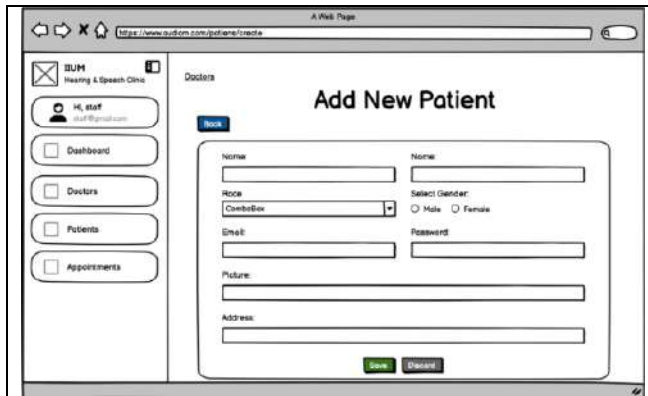 A Web Page
https://www.audiom.com/patiens/create
IIUM
Hearing & Speech Clinic
Hi, staff
staff@gmail.com
Dashboard
Doctors
Patients
Appointments
Doctors
Add New Patient
Back
Name: Name:
Race Select Gender:
ComboBox Male Female
Email: Password:
Picture:
Address:
Save Discard